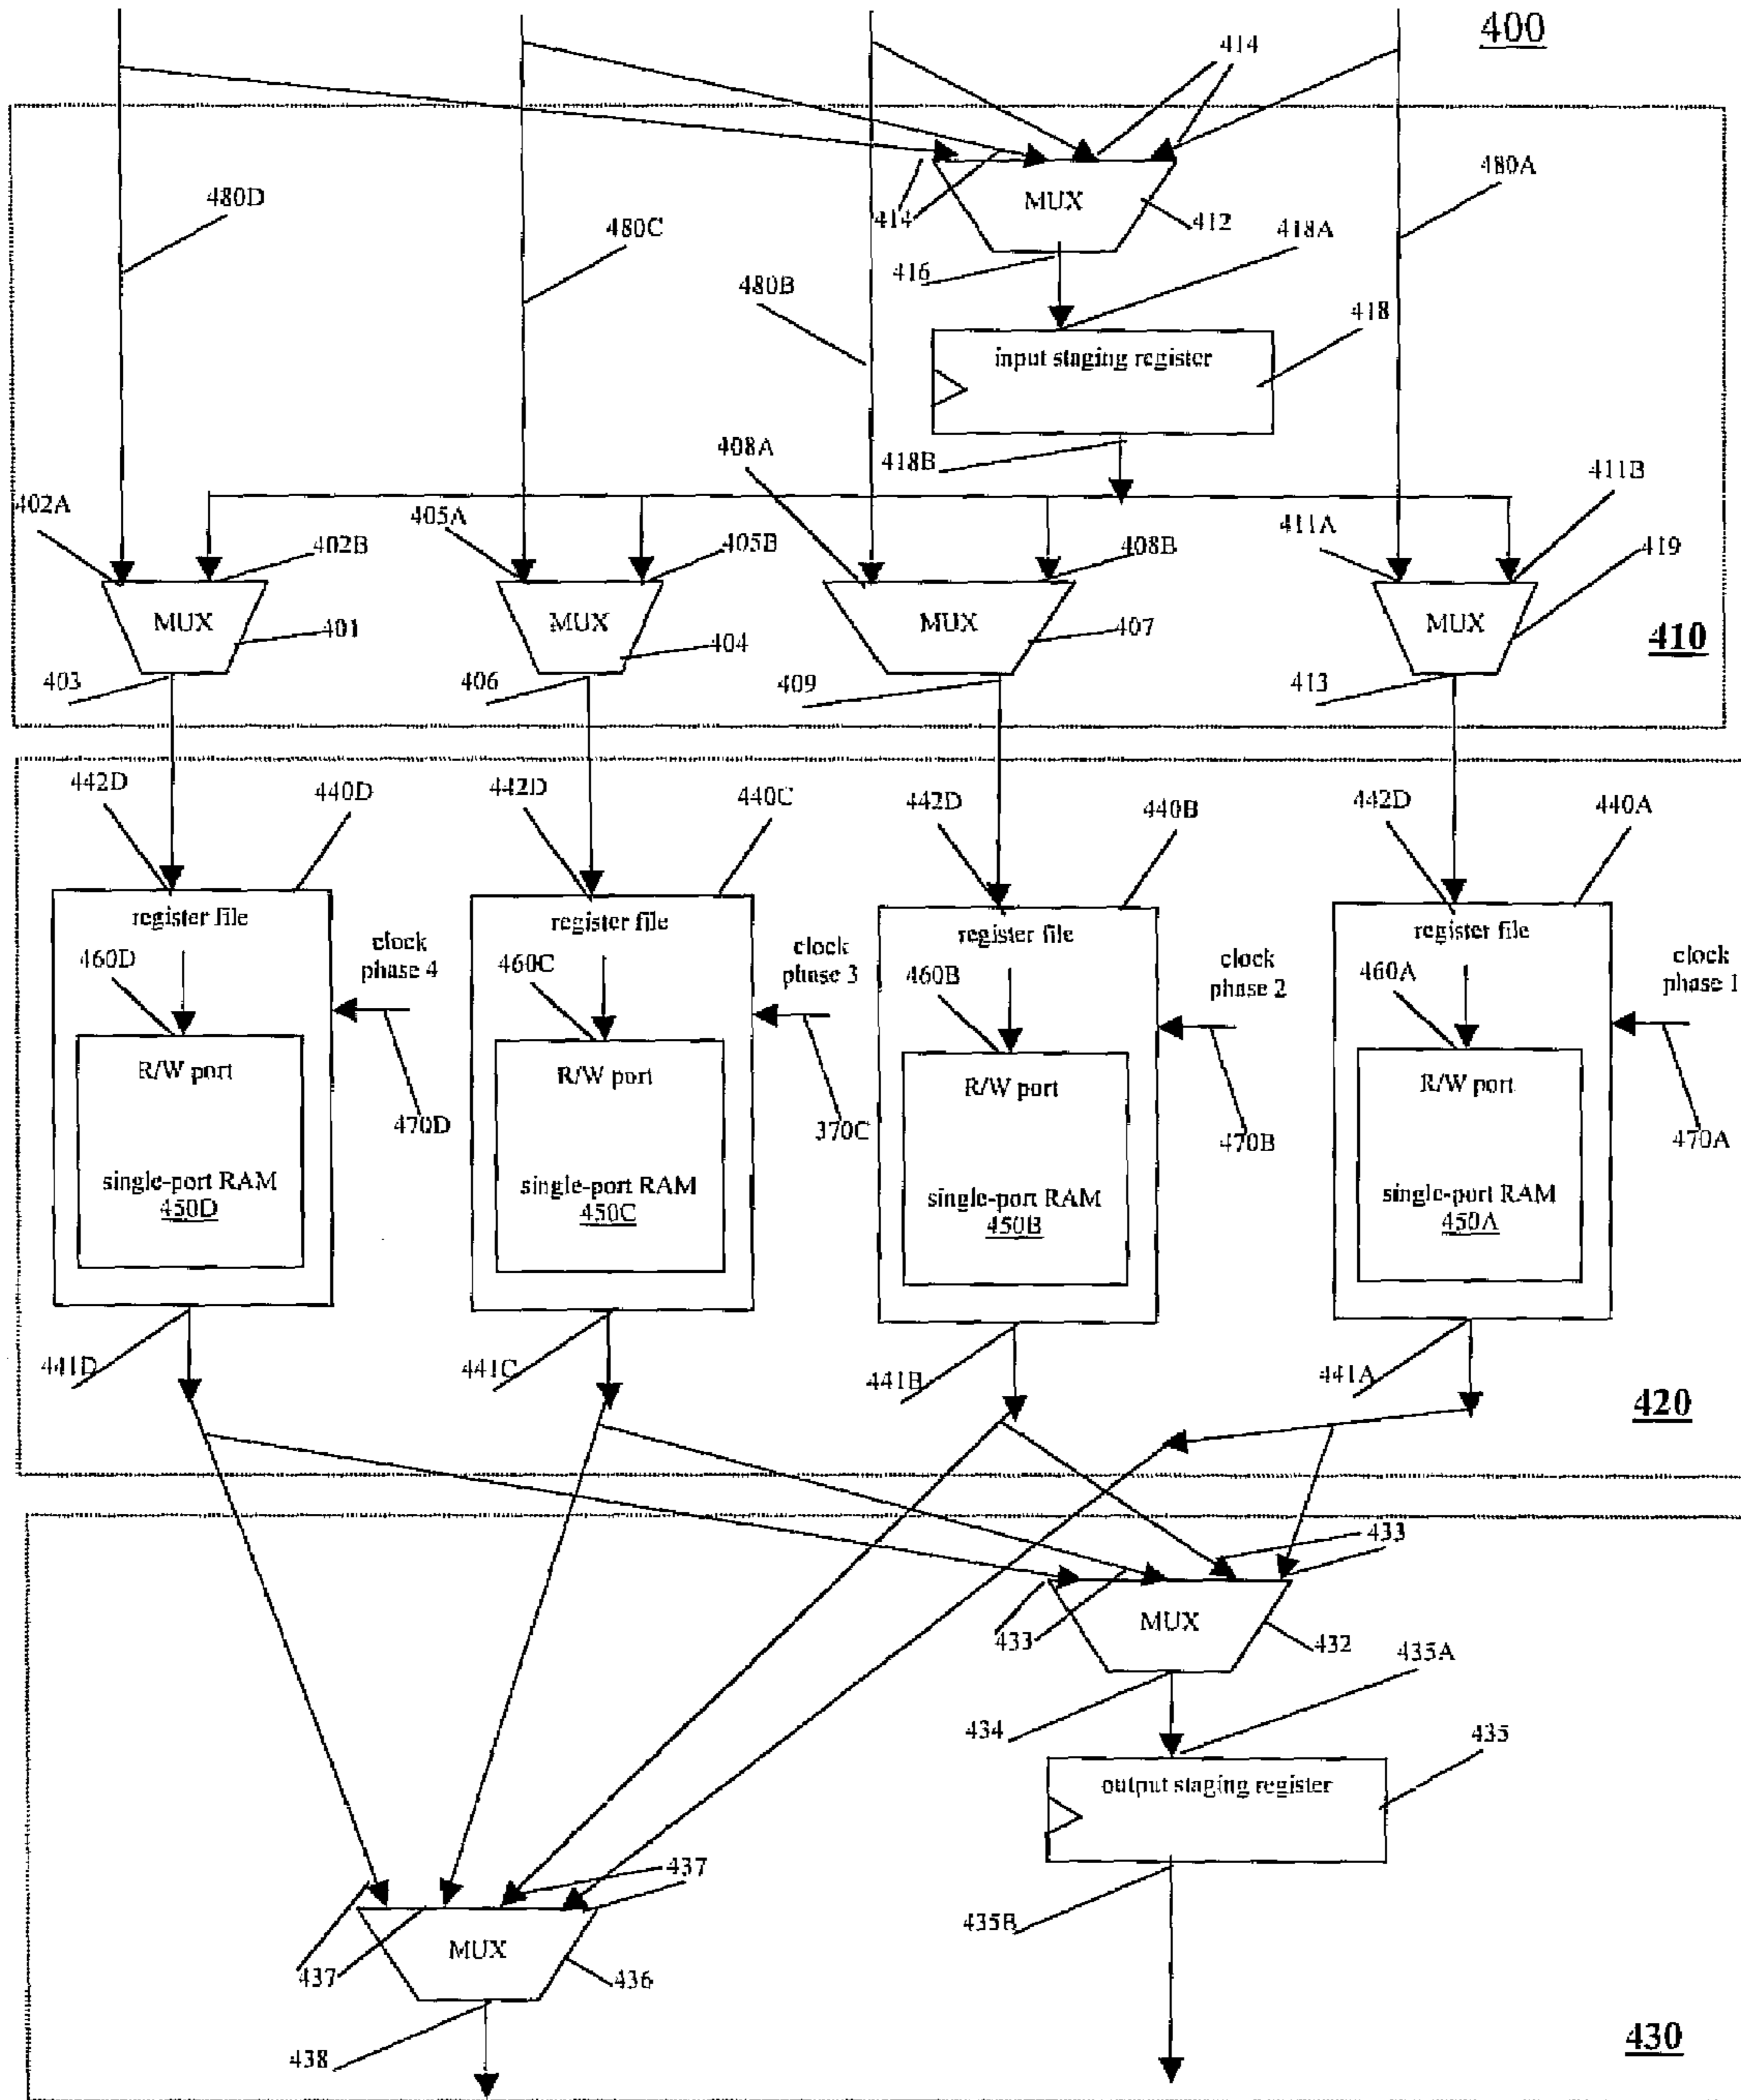 400
414
480D
480C
480A
MUX
414
412
418A
416
480B
418
input staging register
408A
418B
411B
402A
405A
411A
402B
405B
408B
419
MUX
401
MUX
404
MUX
407
MUX
410
403
406
409
413
442D
440D
442D
440C
442D
440B
442D
440A
register file
register file
register file
register file
clock
phase 4
clock
phase 3
clock
phase 2
clock
phase 1
460D
460C
460B
460A
R/W port
R/W port
R/W port
R/W port
470D
370C
470B
470A
single-port RAM
450D
single-port RAM
450C
single-port RAM
450B
single-port RAM
450A
441D
441C
441B
441A
420
433
MUX
433
432
435A
434
435
output staging register
437
435B
MUX
437
436
438
430